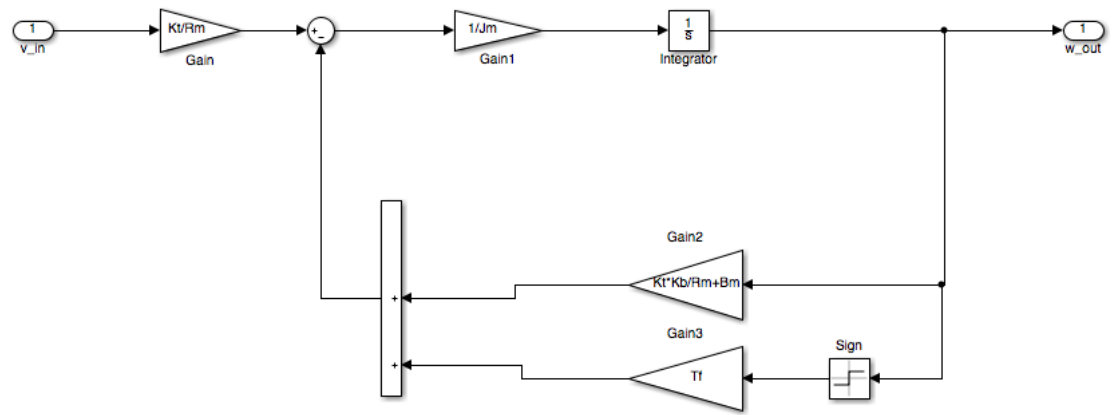 1
v_in
Kt/Rm
Gain
+
−
1/Jm
Gain1
1
s
Integrator
1
w_out
Gain2
Kt*Kb/Rm+Bm
+
Gain3
Tf
Sign
+